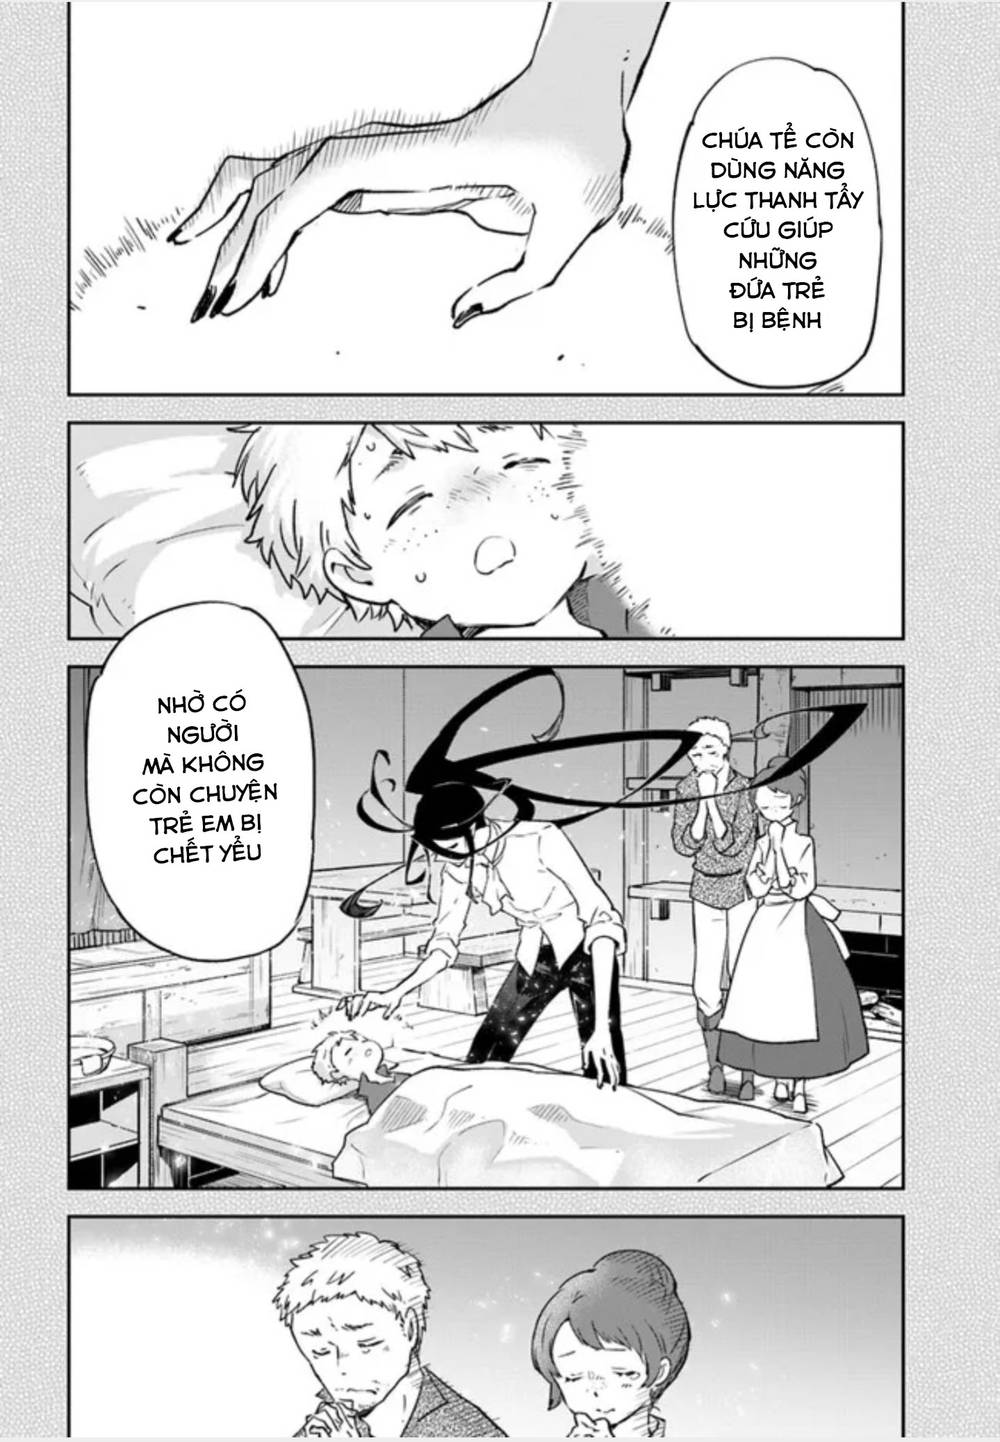 CHÚA TỂ CÒN
DÙNG NĂNG
LỰC THANH TẨY
CỨU GIÚP
NHỮNG
ĐỨA TRẺ
BỊ BỆNH
NHỜ CÓ
NGƯỜI
MÀ KHÔNG
CÒN CHUYỆN
TRẺ EM BỊ
CHẾT YỂU